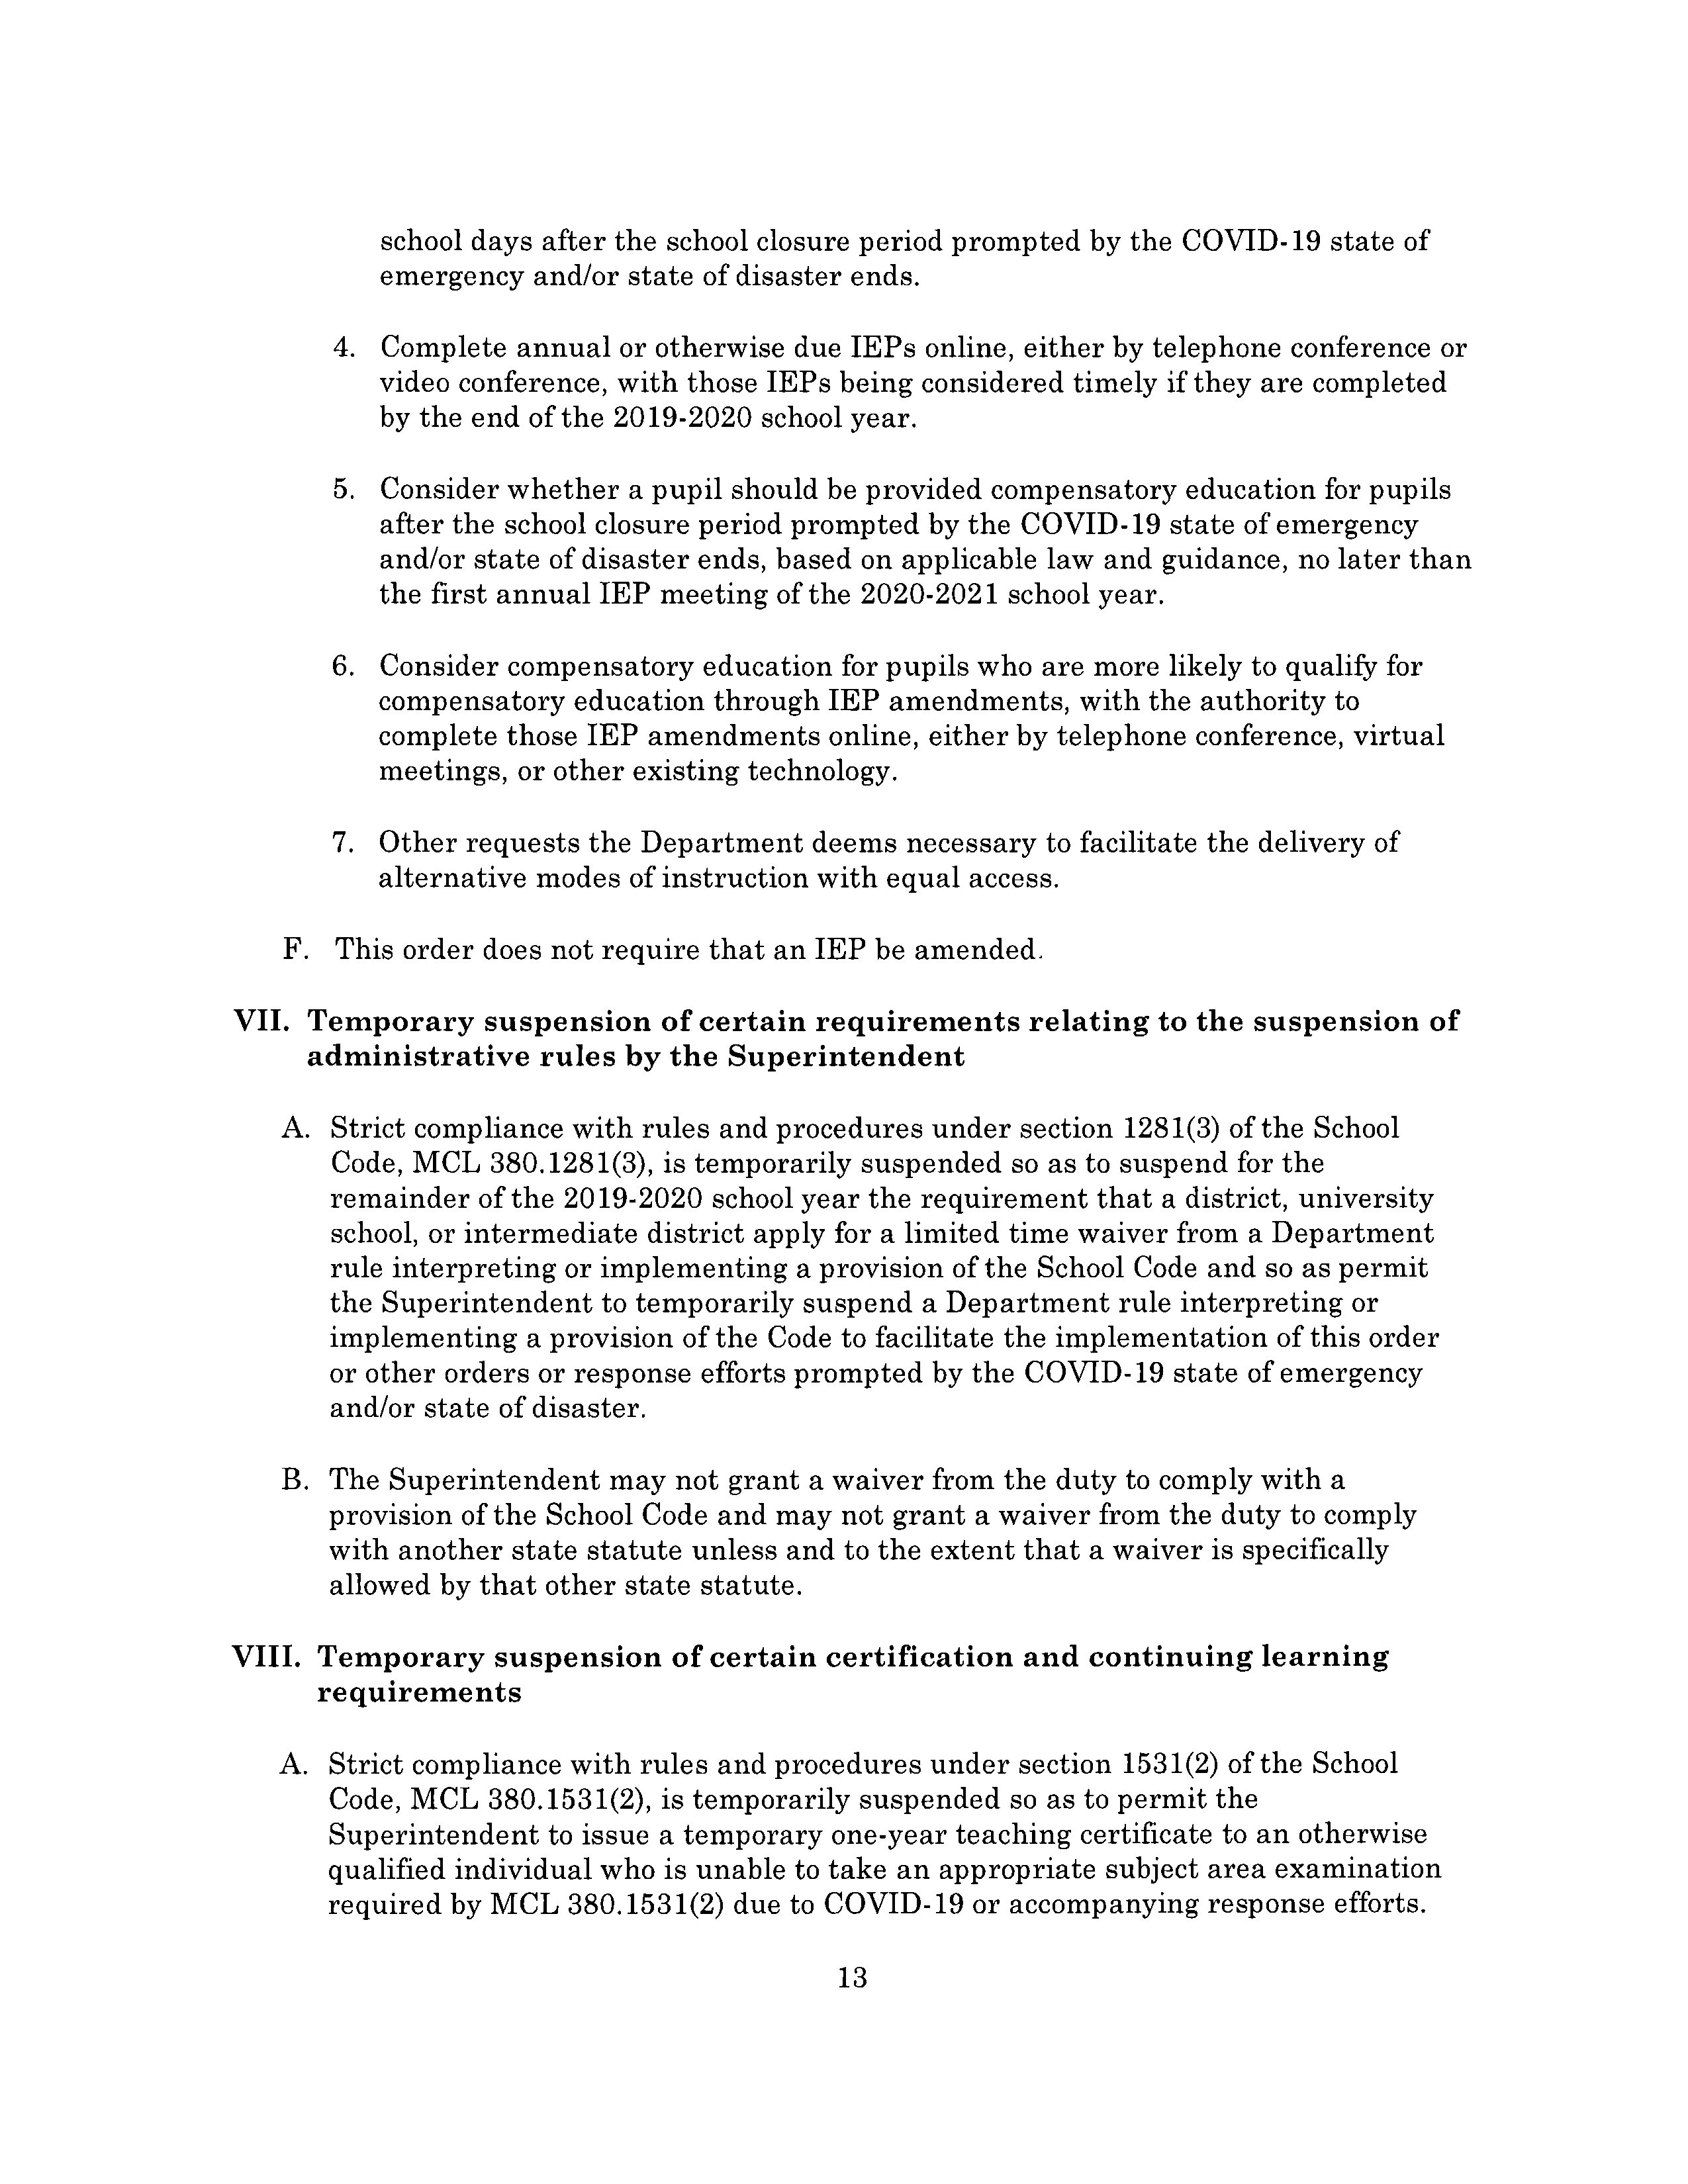 school days after the school closure period prompted by the COVID-19 state of
emergency and/or state of disaster ends.
4. Complete annual or otherwise due IEPs online, either by telephone conference or
video conference, with those IEPs being considered timely if they are completed
by the end of the 2019-2020 school year.
5. Consider whether a pupil should be provided compensatory education for pupils
after the school closure period prompted by the COVID-19 state of emergency
and/or state of disaster ends, based on applicable law and guidance, no later than
the first annual IEP meeting of the 2020-2021 school year.
6. Consider compensatory education for pupils who are more likely to qualify for
compensatory education through IEP amendments, with the authority to
complete those IEP amendments online, either by telephone conference, virtual
meetings, or other existing technology.
7. Other requests the Department deems necessary to facilitate the delivery of
alternative modes of instruction with equal access.
F. This order does not require that an IEP be amended.
VII. Temporary suspension of certain requirements relating to the suspension of
administrative rules by the Superintendent
A. Strict compliance with rules and procedures under section 1281(3) of the School
Code, MCL 380.1281(3), is temporarily suspended so as to suspend for the
remainder of the 2019-2020 school year the requirement that a district, university
school, or intermediate district apply for a limited time waiver from a Department
rule interpreting or implementing a provision of the School Code and so as permit
the Superintendent to temporarily suspend a Department rule interpreting or
implementing a provision of the Code to facilitate the implementation of this order
or other orders or response efforts prompted by the COVID-19 state of emergency
and/or state of disaster.
B. The Superintendent may not grant a waiver from the duty to comply with a
provision of the School Code and may not grant a waiver from the duty to comply
with another state statute unless and to the extent that a waiver is specifically
allowed by that other state statute.
VIII. Temporary suspension of certain certification and continuing learning
requirements
A. Strict compliance with rules and procedures under section 1531(2) of the School
Code, MCL 380.1531(2), is temporarily suspended so as to permit the
Superintendent to issue a temporary one-year teaching certificate to an otherwise
qualified individual who is unable to take an appropriate subject area examination
required by MCL 380.1531(2) due to COVID-19 or accompanying response efforts.
13